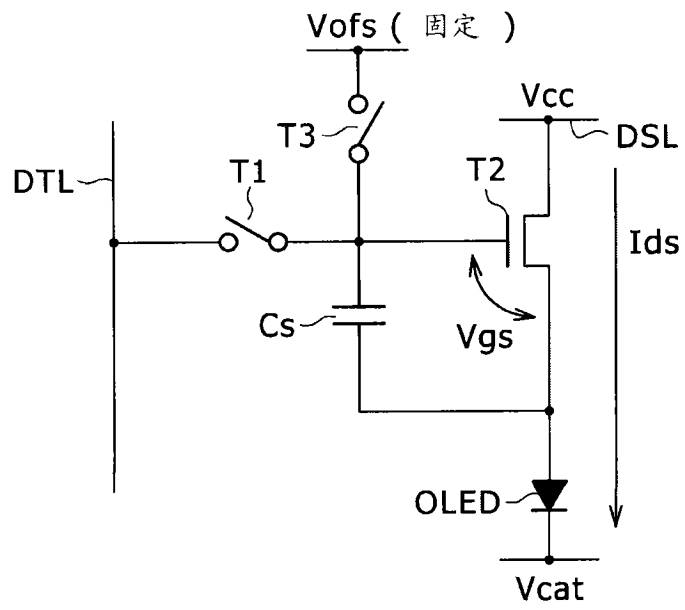 Vofs ( 固定 )
Vcc
T3
DSL
DTL
T1
T2
Ids
Cs
Vgs
OLED
Vcat